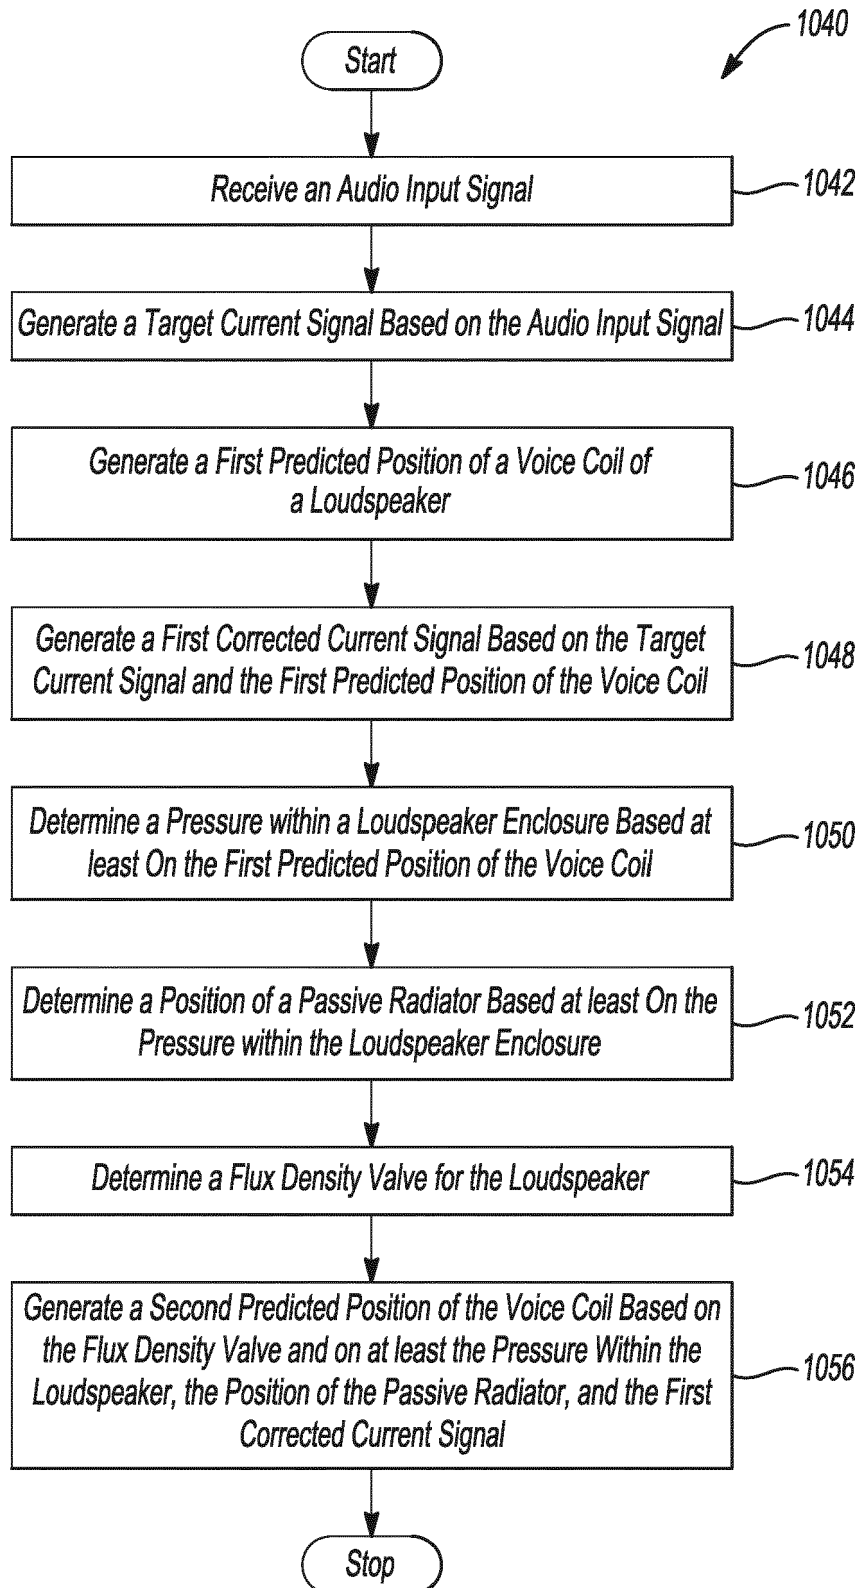 1040
Start
Receive an Audio Input Signal
1042
Generate a Target Current Signal Based on the Audio Input Signal
1044
Generate a First Predicted Position of a Voice Coil of
a Loudspeaker
1046
Generate a First Corrected Current Signal Based on the Target
Current Signal and the First Predicted Position of the Voice Coil
1048
Determine a Pressure within a Loudspeaker Enclosure Based at
least On the First Predicted Position of the Voice Coil
1050
Determine a Position of a Passive Radiator Based at least On the
Pressure within the Loudspeaker Enclosure
1052
Determine a Flux Density Valve for the Loudspeaker
1054
Generate a Second Predicted Position of the Voice Coil Based on
the Flux Density Valve and on at least the Pressure Within the
Loudspeaker, the Position of the Passive Radiator, and the First
Corrected Current Signal
1056
Stop